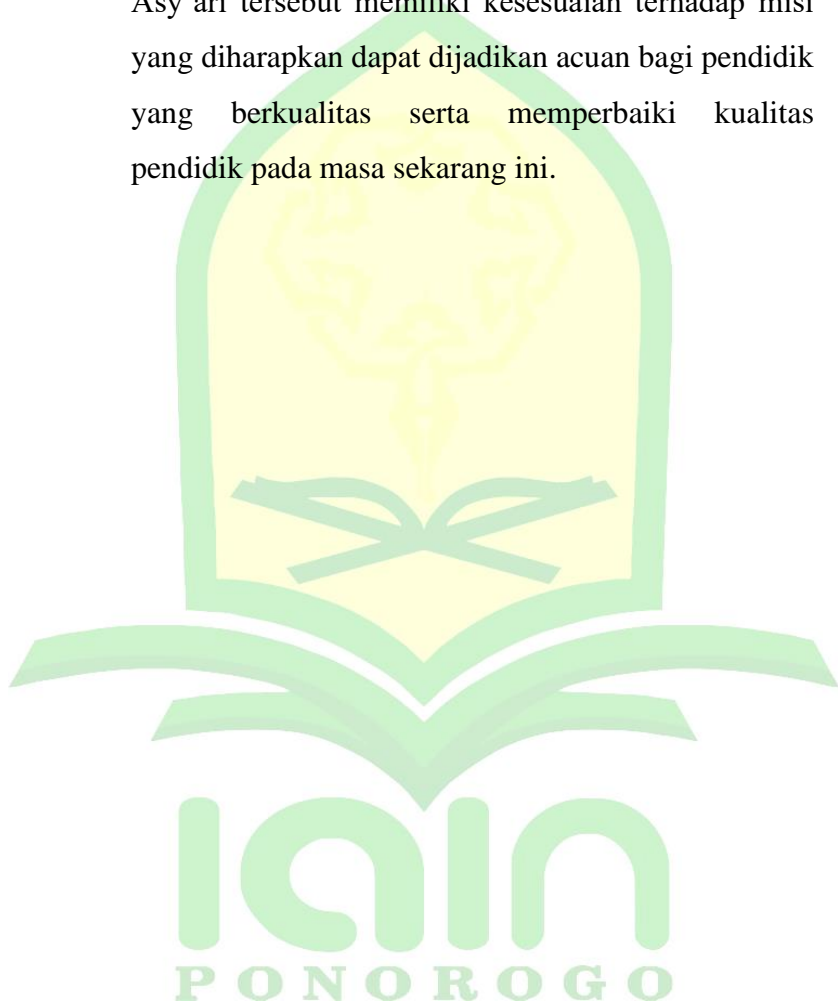 Asy'ari tersebut memiliki kesesuaian terhadap misi
yang diharapkan dapat dijadikan acuan bagi pendidik
yang berkualitas serta memperbaiki kualitas
pendidik pada masa sekarang ini.
iain
PONOROGO